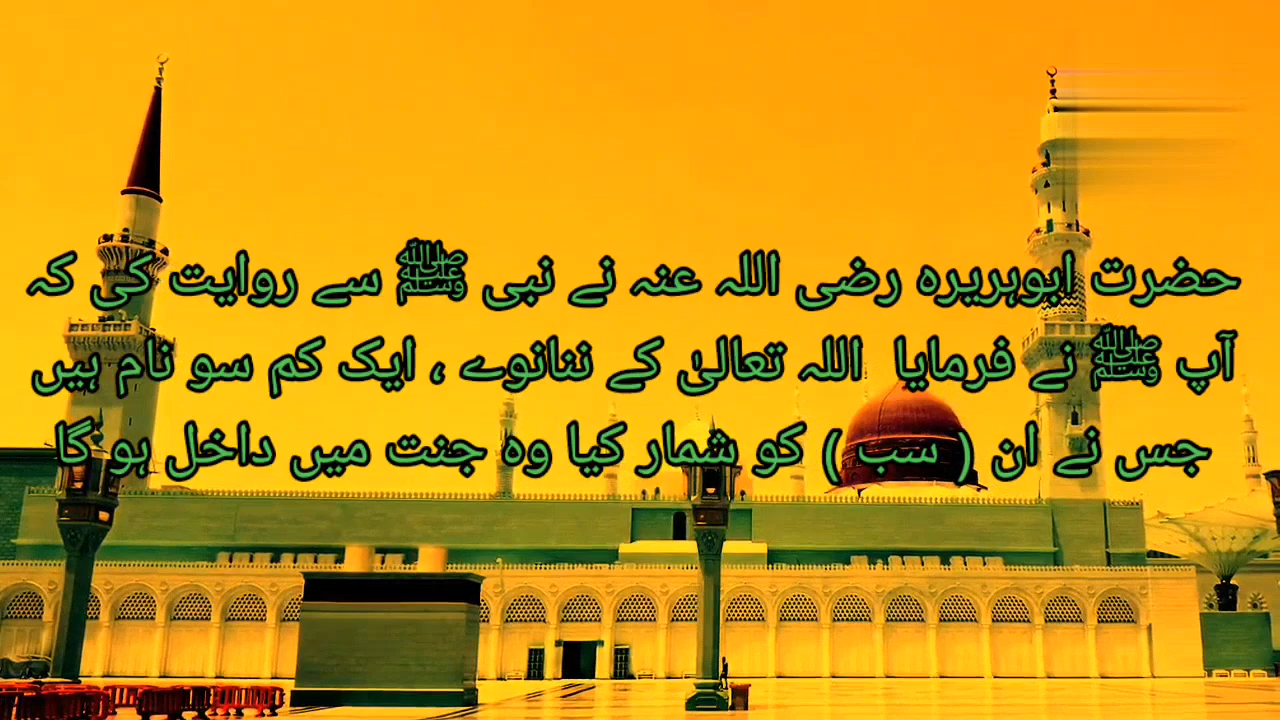 حضرت ابوہریرہ رضی اللہ عنہ نے نبی ﷺ سے روایت کی کہ
آپ ﷺ نے فرمایا اللہ تعالیٰ کے ننانوے ، ایک کم سو نام ہیں
جس نے ان ( سب ) کو شمار کیا وہ جنت میں داخل ہو گا